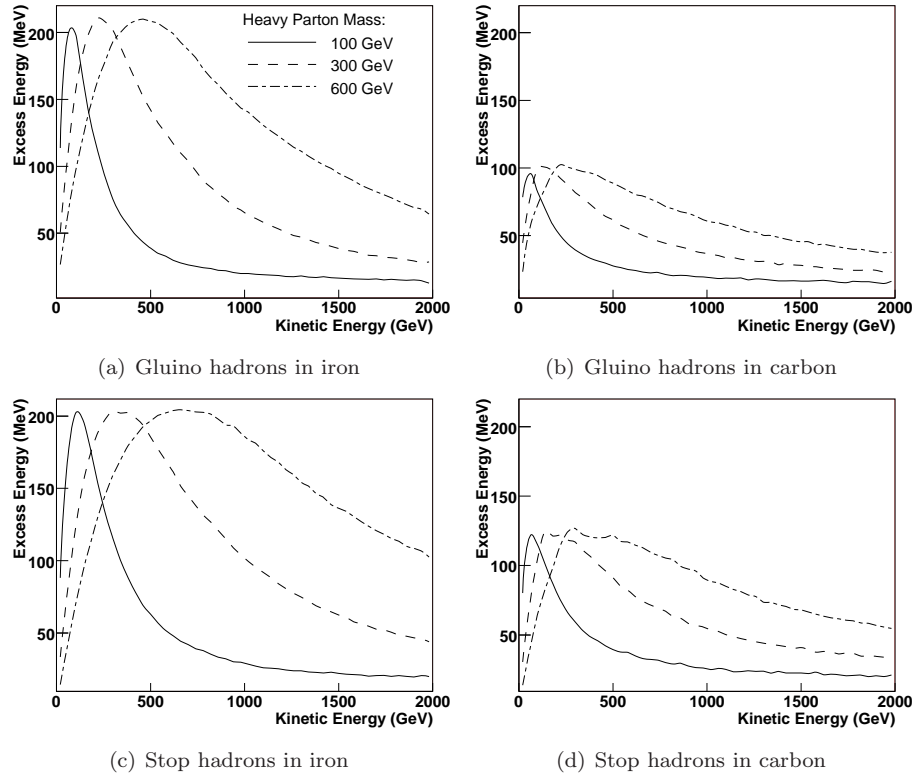 Excess Energy (MeV)
200
150
100
50
0
500
1000
1500
2000
Kinetic Energy (GeV)
Heavy Parton Mass:
100 GeV
300 GeV
600 GeV
(a) Gluino hadrons in iron
Excess Energy (MeV)
200
150
100
50
0
500
1000
1500
2000
Kinetic Energy (GeV)
(b) Gluino hadrons in carbon
Excess Energy (MeV)
200
150
100
50
0
500
1000
1500
2000
Kinetic Energy (GeV)
(c) Stop hadrons in iron
Excess Energy (MeV)
200
150
100
50
0
500
1000
1500
2000
Kinetic Energy (GeV)
(d) Stop hadrons in carbon